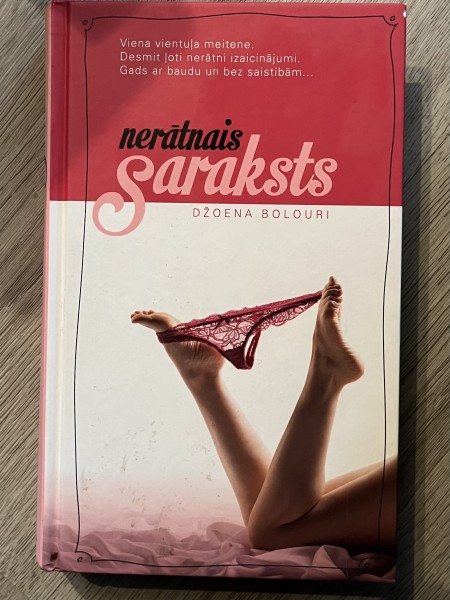 Viena vientuļa meitene.
Desmit ļoti nerātni izaicinājumi.
Gads ar baudu un bez saistībām...
nerātnais
Saraksts
DŽOENA BOLOURI